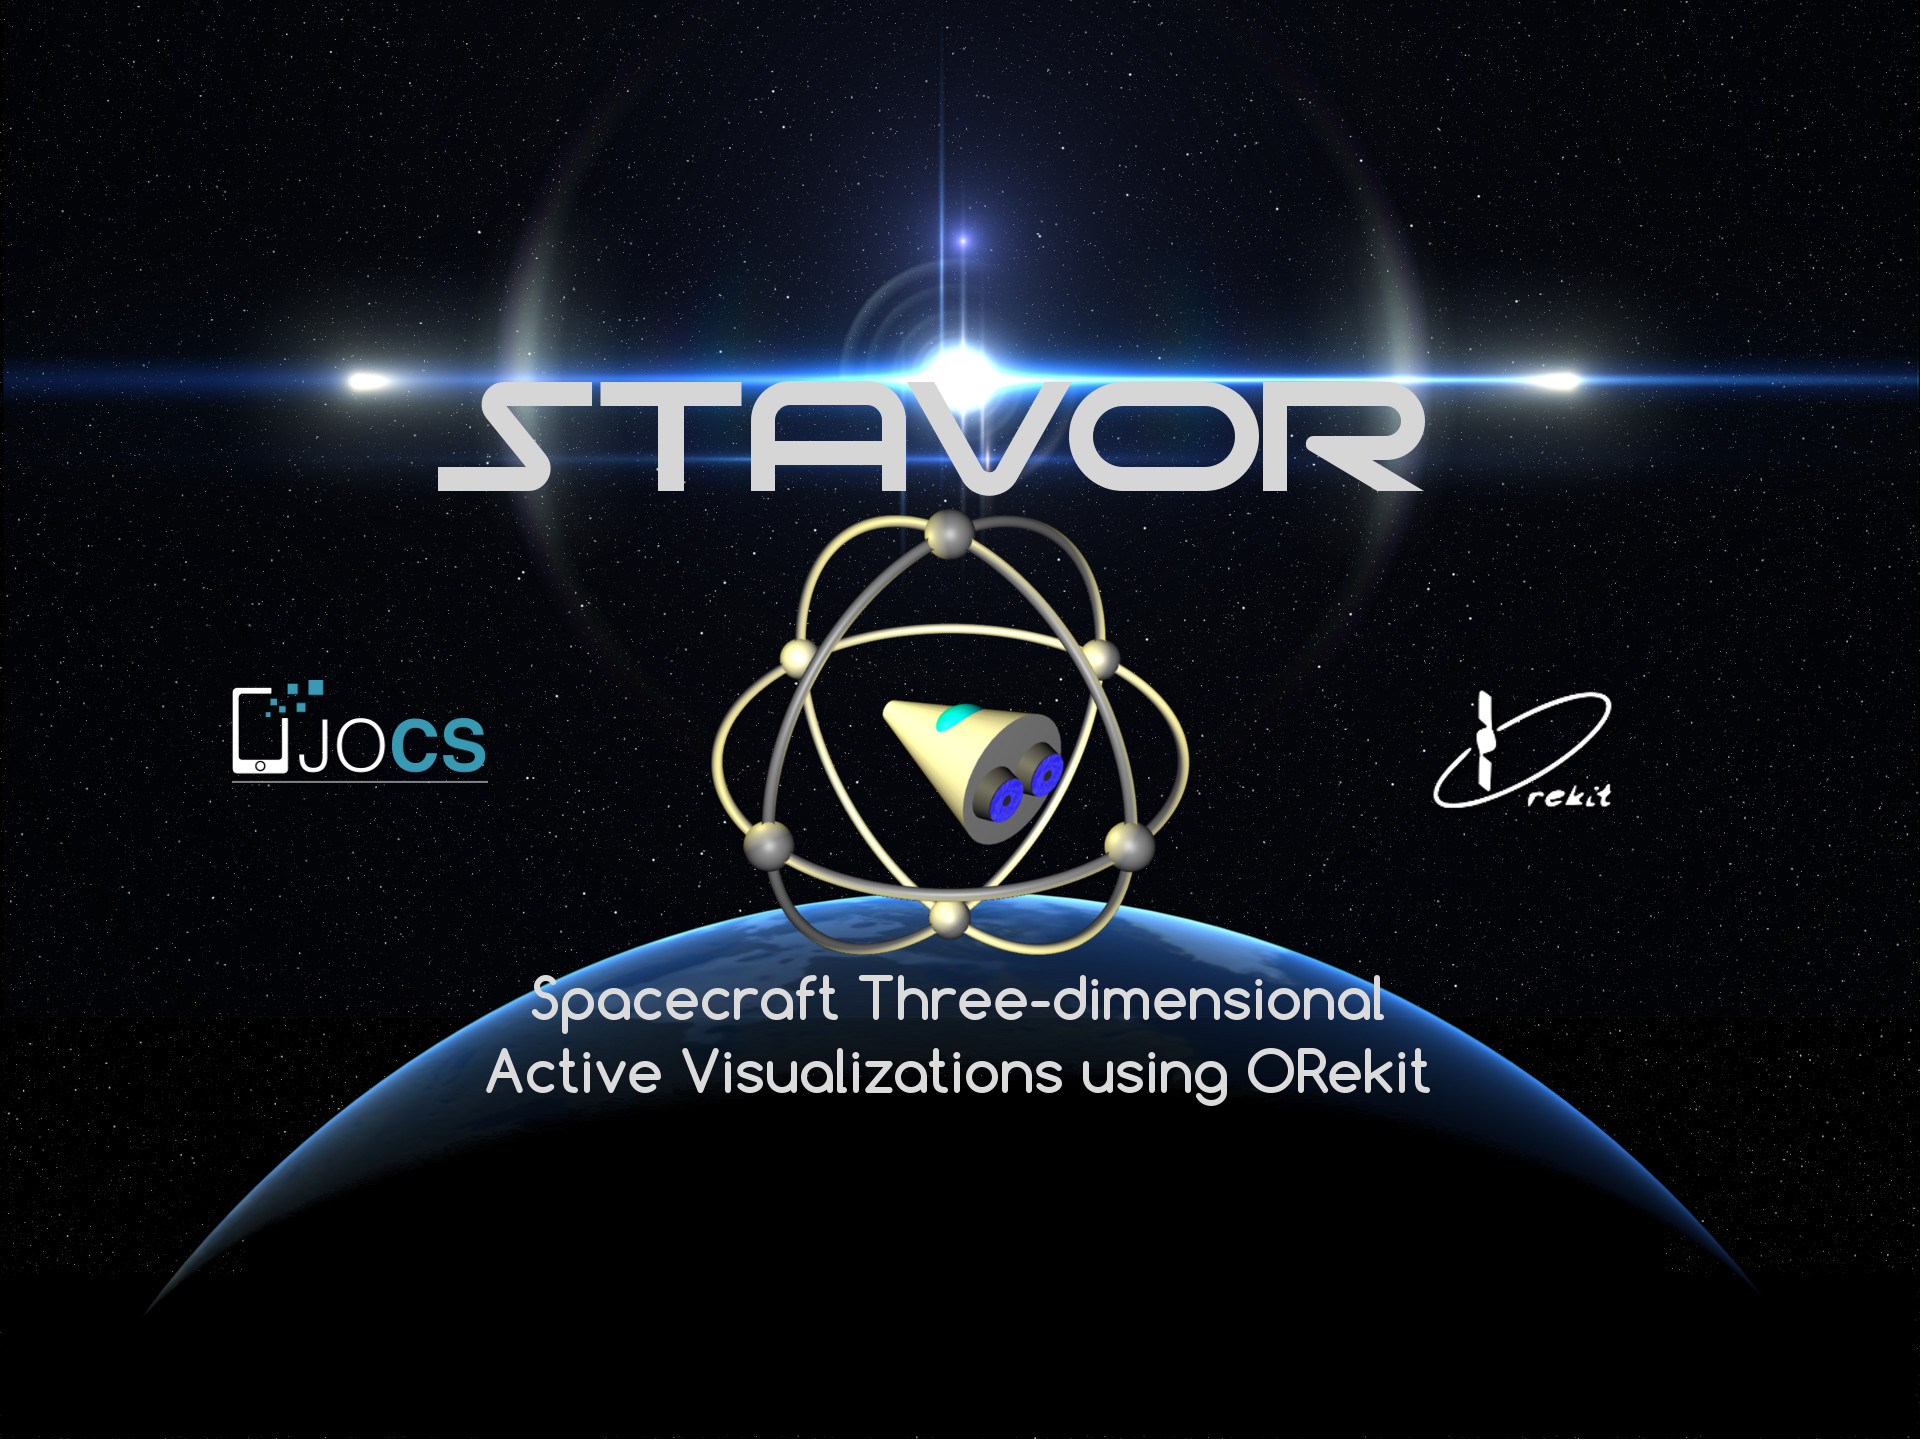 STAVOR
JOCS
rekit
Spacecraft Three-dimensional
Active Visualizations using ORekit